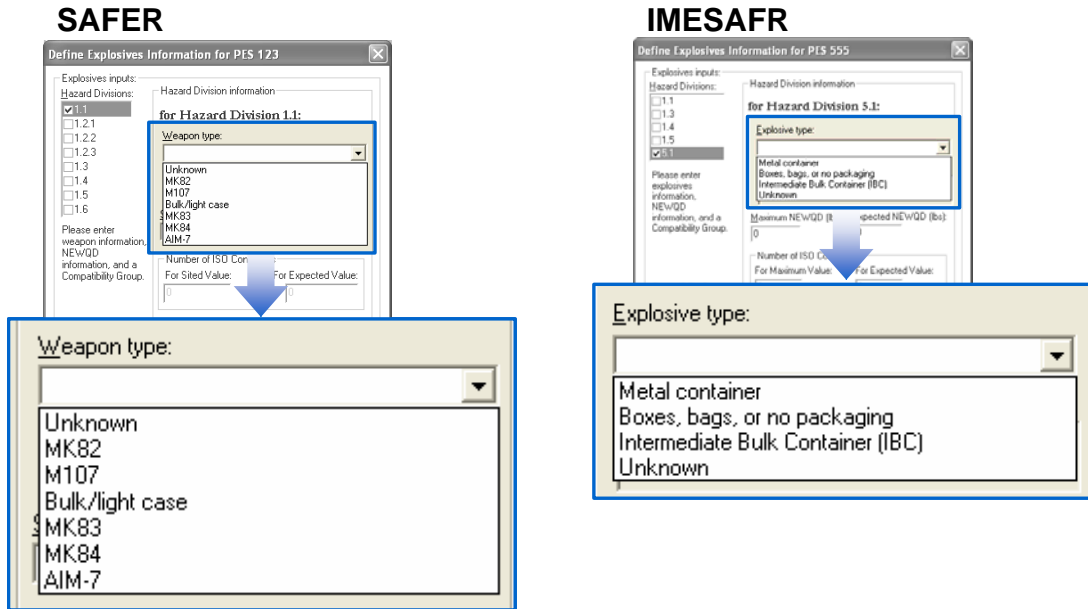 SAFER
Define Explosives Information for PES 123
Explosives inputs:
Hazard Divisions:
1.1
1.2.1
1.2.2
1.2.3
1.3
1.4
1.5
1.6
Please enter
weapon information,
NEWQD
information, and a
Compatibility Group.
Hazard Division information
for Hazard Division 1.1:
Weapon type:
Unknown
MK82
M107
Bulk/light case
MK83
MK84
AIM-7
Number of ISO Con
For Sited Value:
For Expected Value:
0
0
Weapon type:
Unknown
MK82
M107
Bulk/light case
MK83
MK84
AIM-7
IMESAFR
Define Explosives Information for PES 555
Explosives inputs:
Hazard Divisions:
1.1
1.3
1.4
1.5
5.1
Please enter
explosives
information,
NEWQD
information, and a
Compatibility Group.
Hazard Division information
for Hazard Division 5.1:
Explosive type:
Metal container
Boxes, bags, or no packaging
Intermediate Bulk Container (IBC)
Unknown
Maximum NEWQD (lb
xpected NEWQD (lbs):
0
Number of ISO Co
For Maximum Value:
For Expected Value:
Explosive type:
Metal container
Boxes, bags, or no packaging
Intermediate Bulk Container (IBC)
Unknown